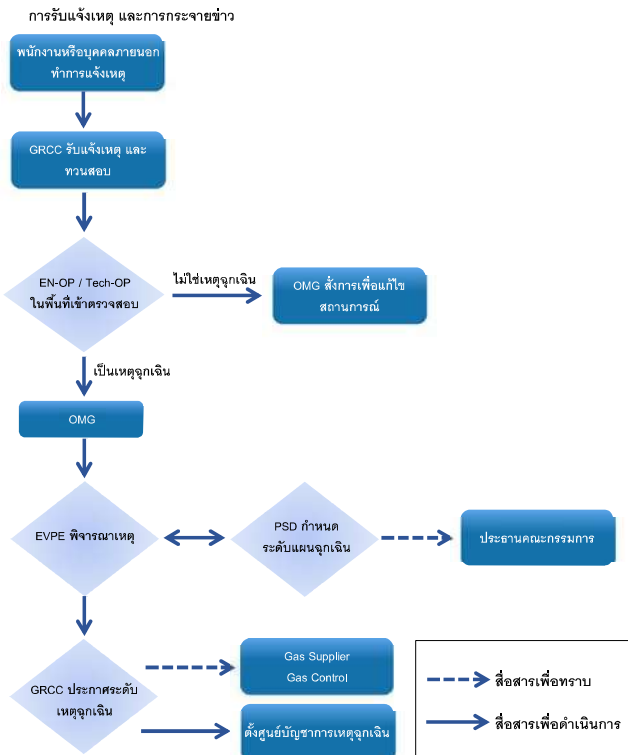 การรับแจ้งเหตุ และการกระจายข่าว
พนักงานหรือบุคคลภายนอก
ทำการแจ้งเหตุ
GRCC รับแจ้งเหตุ และ
ทวนสอบ
EN-OP / Tech-OP
ในพื้นที่เข้าตรวจสอบ
ไม่ใช่เหตุฉุกเฉิน
OMG สั่งการเพื่อแก้ไข
สถานการณ์
เป็นเหตุฉุกเฉิน
OMG
EVPE พิจารณาเหตุ
PSD กำหนด
ระดับแผนฉุกเฉิน
ประธานคณะกรรมการ
GRCC ประกาศระดับ
เหตุฉุกเฉิน
Gas Supplier
Gas Control
ตั้งศูนย์บัญชาการเหตุฉุกเฉิน
สื่อสารเพื่อทราบ
สื่อสารเพื่อดำเนินการ